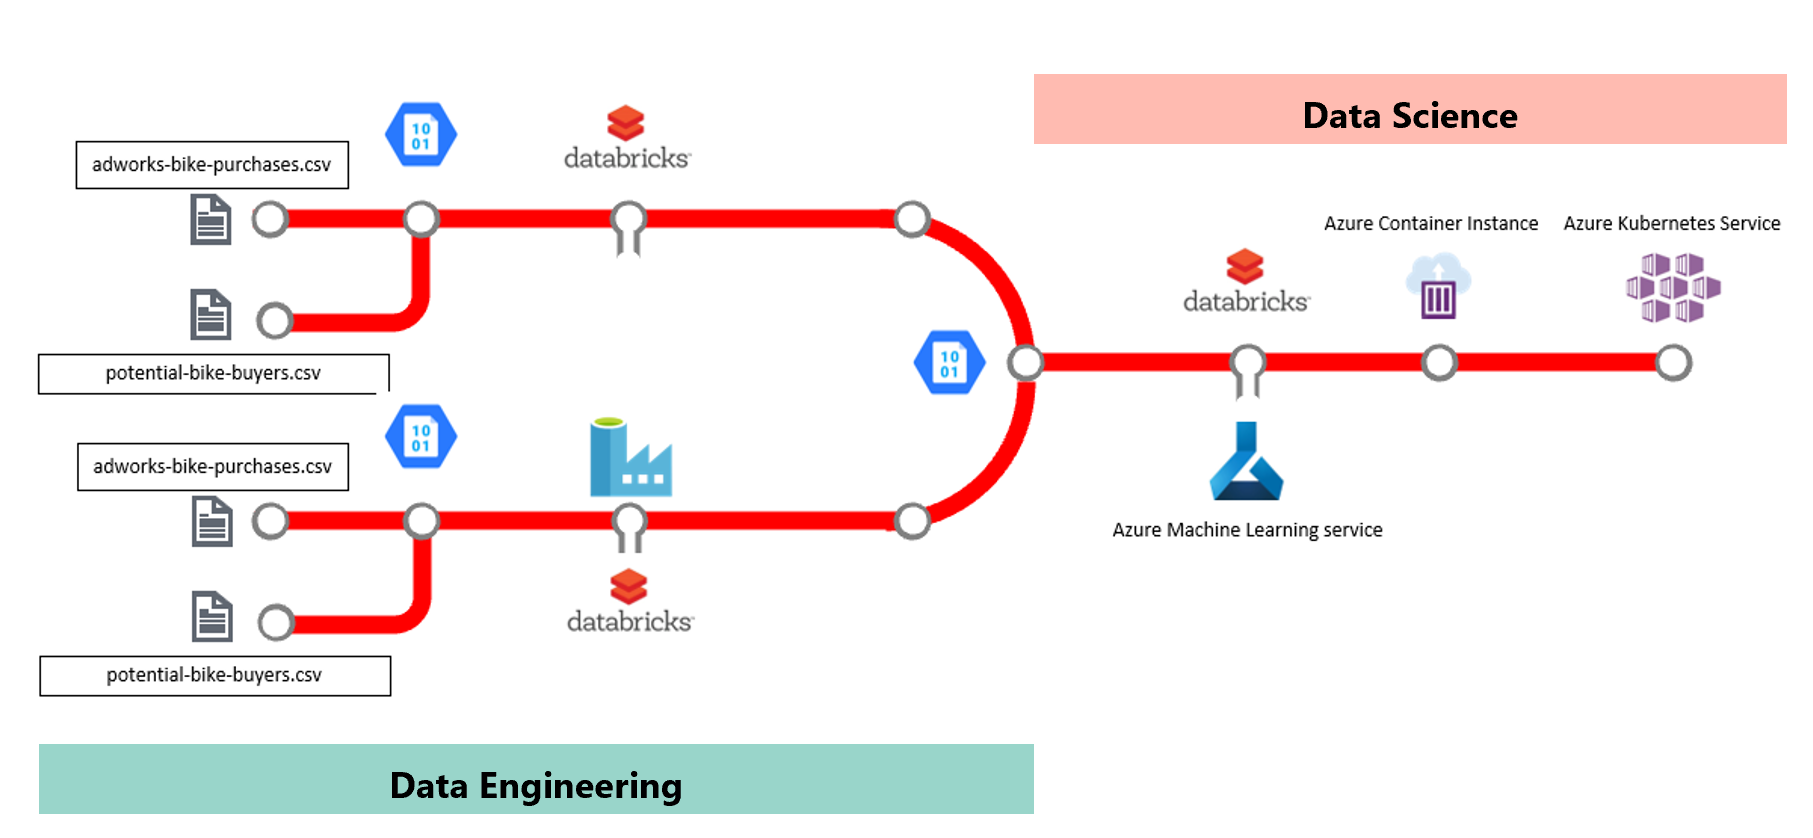 Data Science
adworks-bike-purchases.csv
10
01
databricks
potential-bike-buyers.csv
Azure Container Instance
Azure Kubernetes Service
databricks
10
01
adworks-bike-purchases.csv
10
01
databricks
potential-bike-buyers.csv
Azure Machine Learning service
Data Engineering